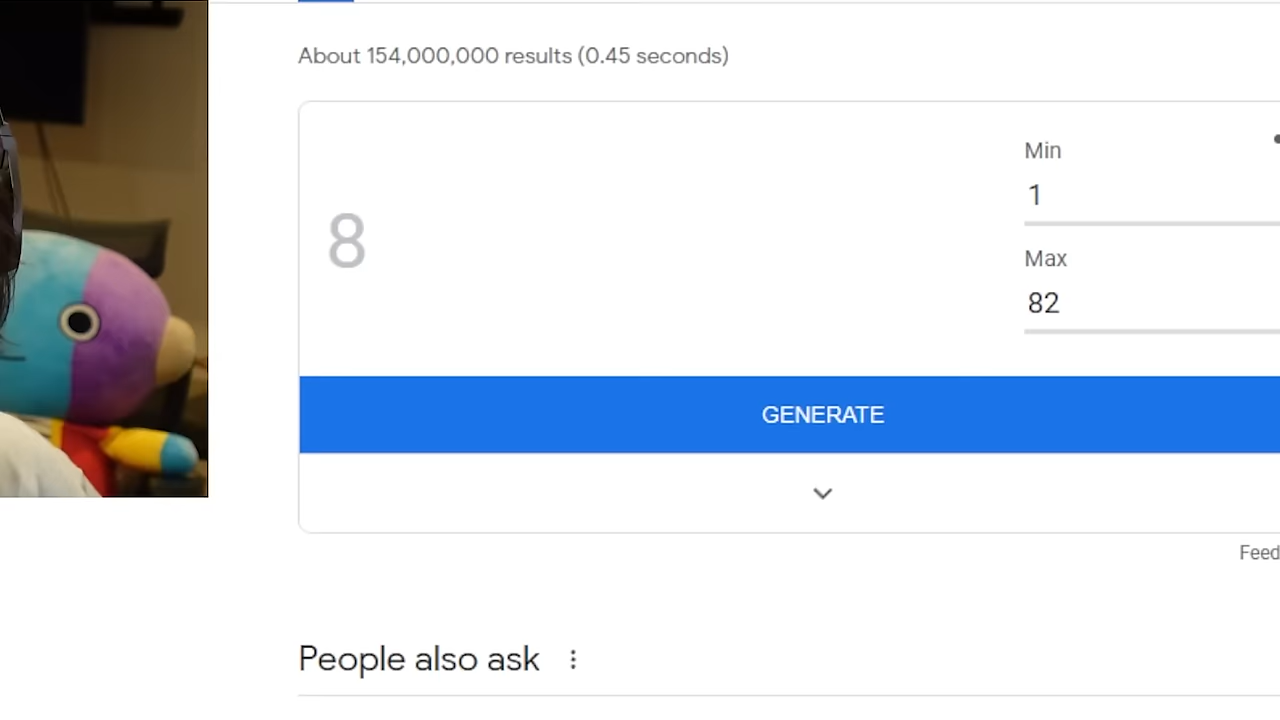 About 154,000,000 results (0.45 seconds)
Min
1
8
Max
82
GENERATE
Feed
People also ask